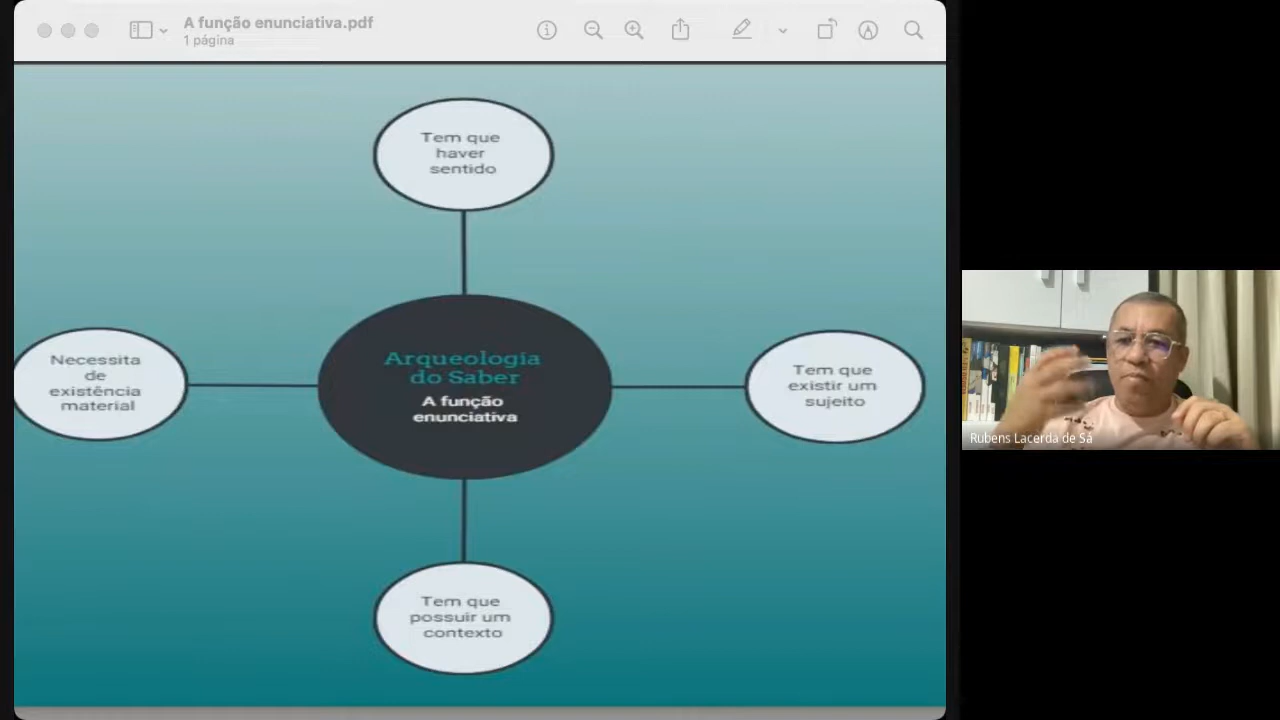 A função enunciativa.pdf
1 página
Tem que
haver
sentido
Necessita
de
existência
material
Arqueologia
do Saber
A função
enunciativa
Tem que
existir um
sujeito
Tem que
possuir um
contexto
Rubens Lacerda de Sá